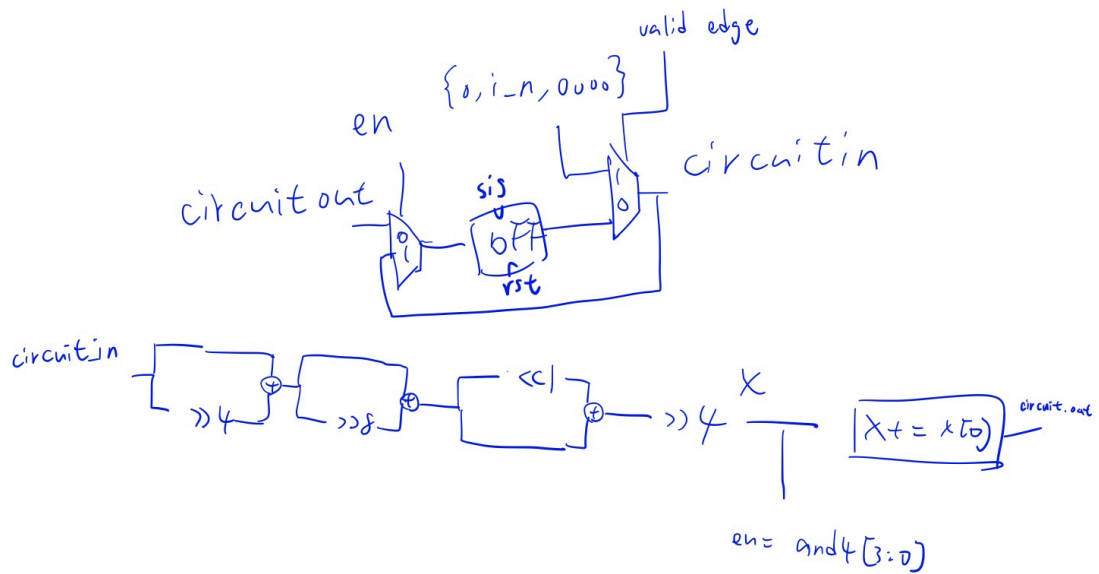 valid edge
{0,i_n,0000}
en
circuitin
circuitout
sig
1
0
DFF
0
1
rst
circuit_in
<<1
X
+
+
+
>>4
>>8
>>4
X+=x[0]
circuit.out
en= and4[3:0]